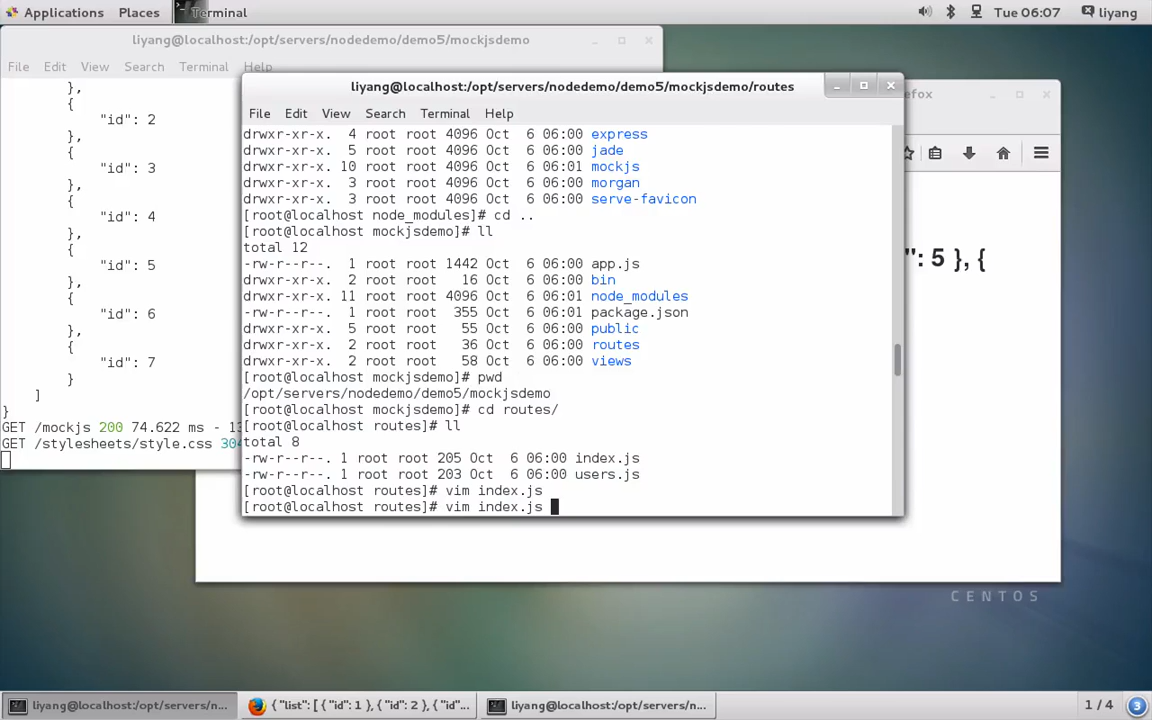 Applications Places Terminal Tue 06:07 liyang
liyang@localhost:/opt/servers/nodedemo/demo5/mockjsdemo
File Edit View Search Terminal Help
},
{
"id": 2
},
{
"id": 3
},
{
"id": 4
},
{
"id": 5
},
{
"id": 6
},
{
"id": 7
}
]
}
GET /mockjs 200 74.622 ms - 1
GET /stylesheets/style.css 304
liyang@localhost:/opt/servers/nodedemo/demo5/mockjsdemo/routes
File Edit View Search Terminal Help
drwxr-xr-x. 4 root root 4096 Oct 6 06:00 express
drwxr-xr-x. 5 root root 4096 Oct 6 06:00 jade
drwxr-xr-x. 10 root root 4096 Oct 6 06:01 mockjs
drwxr-xr-x. 3 root root 4096 Oct 6 06:00 morgan
drwxr-xr-x. 3 root root 4096 Oct 6 06:00 serve-favicon
[root@localhost node_modules]# cd ..
[root@localhost mockjsdemo]# ll
total 12
-rw-r--r--. 1 root root 1442 Oct 6 06:00 app.js
drwxr-xr-x. 2 root root 16 Oct 6 06:00 bin
drwxr-xr-x. 11 root root 4096 Oct 6 06:01 node_modules
-rw-r--r--. 1 root root 355 Oct 6 06:01 package.json
drwxr-xr-x. 5 root root 55 Oct 6 06:00 public
drwxr-xr-x. 2 root root 36 Oct 6 06:00 routes
drwxr-xr-x. 2 root root 58 Oct 6 06:00 views
[root@localhost mockjsdemo]# pwd
/opt/servers/nodedemo/demo5/mockjsdemo
[root@localhost mockjsdemo]# cd routes/
[root@localhost routes]# ll
total 8
-rw-r--r--. 1 root root 205 Oct 6 06:00 index.js
-rw-r--r--. 1 root root 203 Oct 6 06:00 users.js
[root@localhost routes]# vim index.js
[root@localhost routes]# vim index.js
efox
": 5 }, {
CENTOS
liyang@localhost:/opt/servers/n... { "list": [ { "id": 1 }, { "id": 2 }, { "id"... liyang@localhost:/opt/servers/no... 1 / 4 3